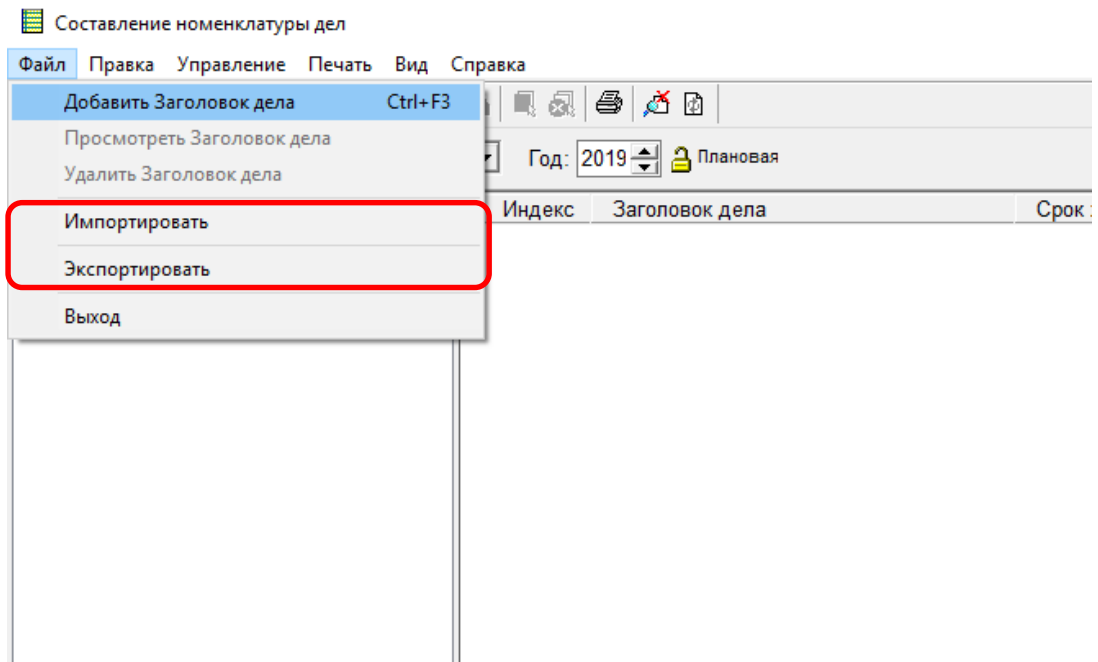 Составление номенклатуры дел
Файл Правка Управление Печать Вид Справка
Добавить Заголовок дела Ctrl+F3
Просмотреть Заголовок дела
Год: 2019 Плановая
Удалить Заголовок дела
Индекс Заголовок дела Срок
Импортировать
Экспортировать
Выход